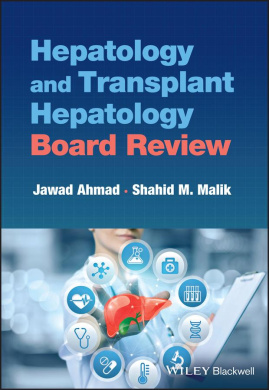 Hepatology
and Transplant
Hepatology
Board Review
Jawad Ahmad • Shahid M. Malik
WILEY Blackwell